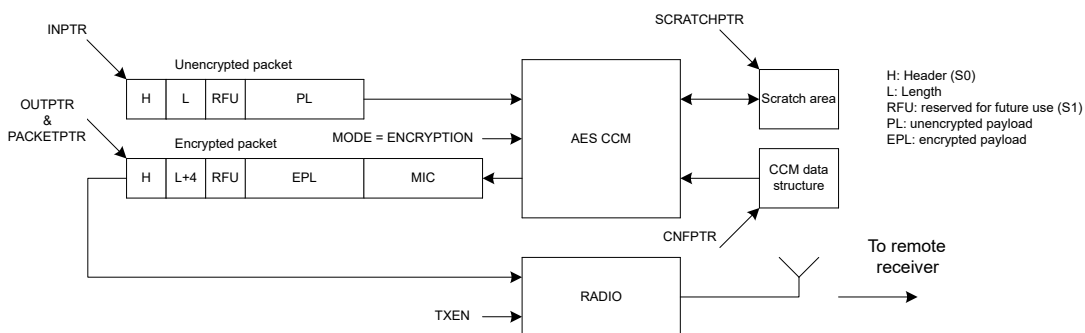 SCRATCHPTR
INPTR
Unencrypted packet
H L RFU PL
OUTPTR
&
PACKETPTR
MODE = ENCRYPTION
Encrypted packet
H L+4 RFU EPL MIC
AES CCM
Scratch area
CCM data
structure
CNFPTR
H: Header (S0)
L: Length
RFU: reserved for future use (S1)
PL: unencrypted payload
EPL: encrypted payload
To remote
receiver
RADIO
TXEN